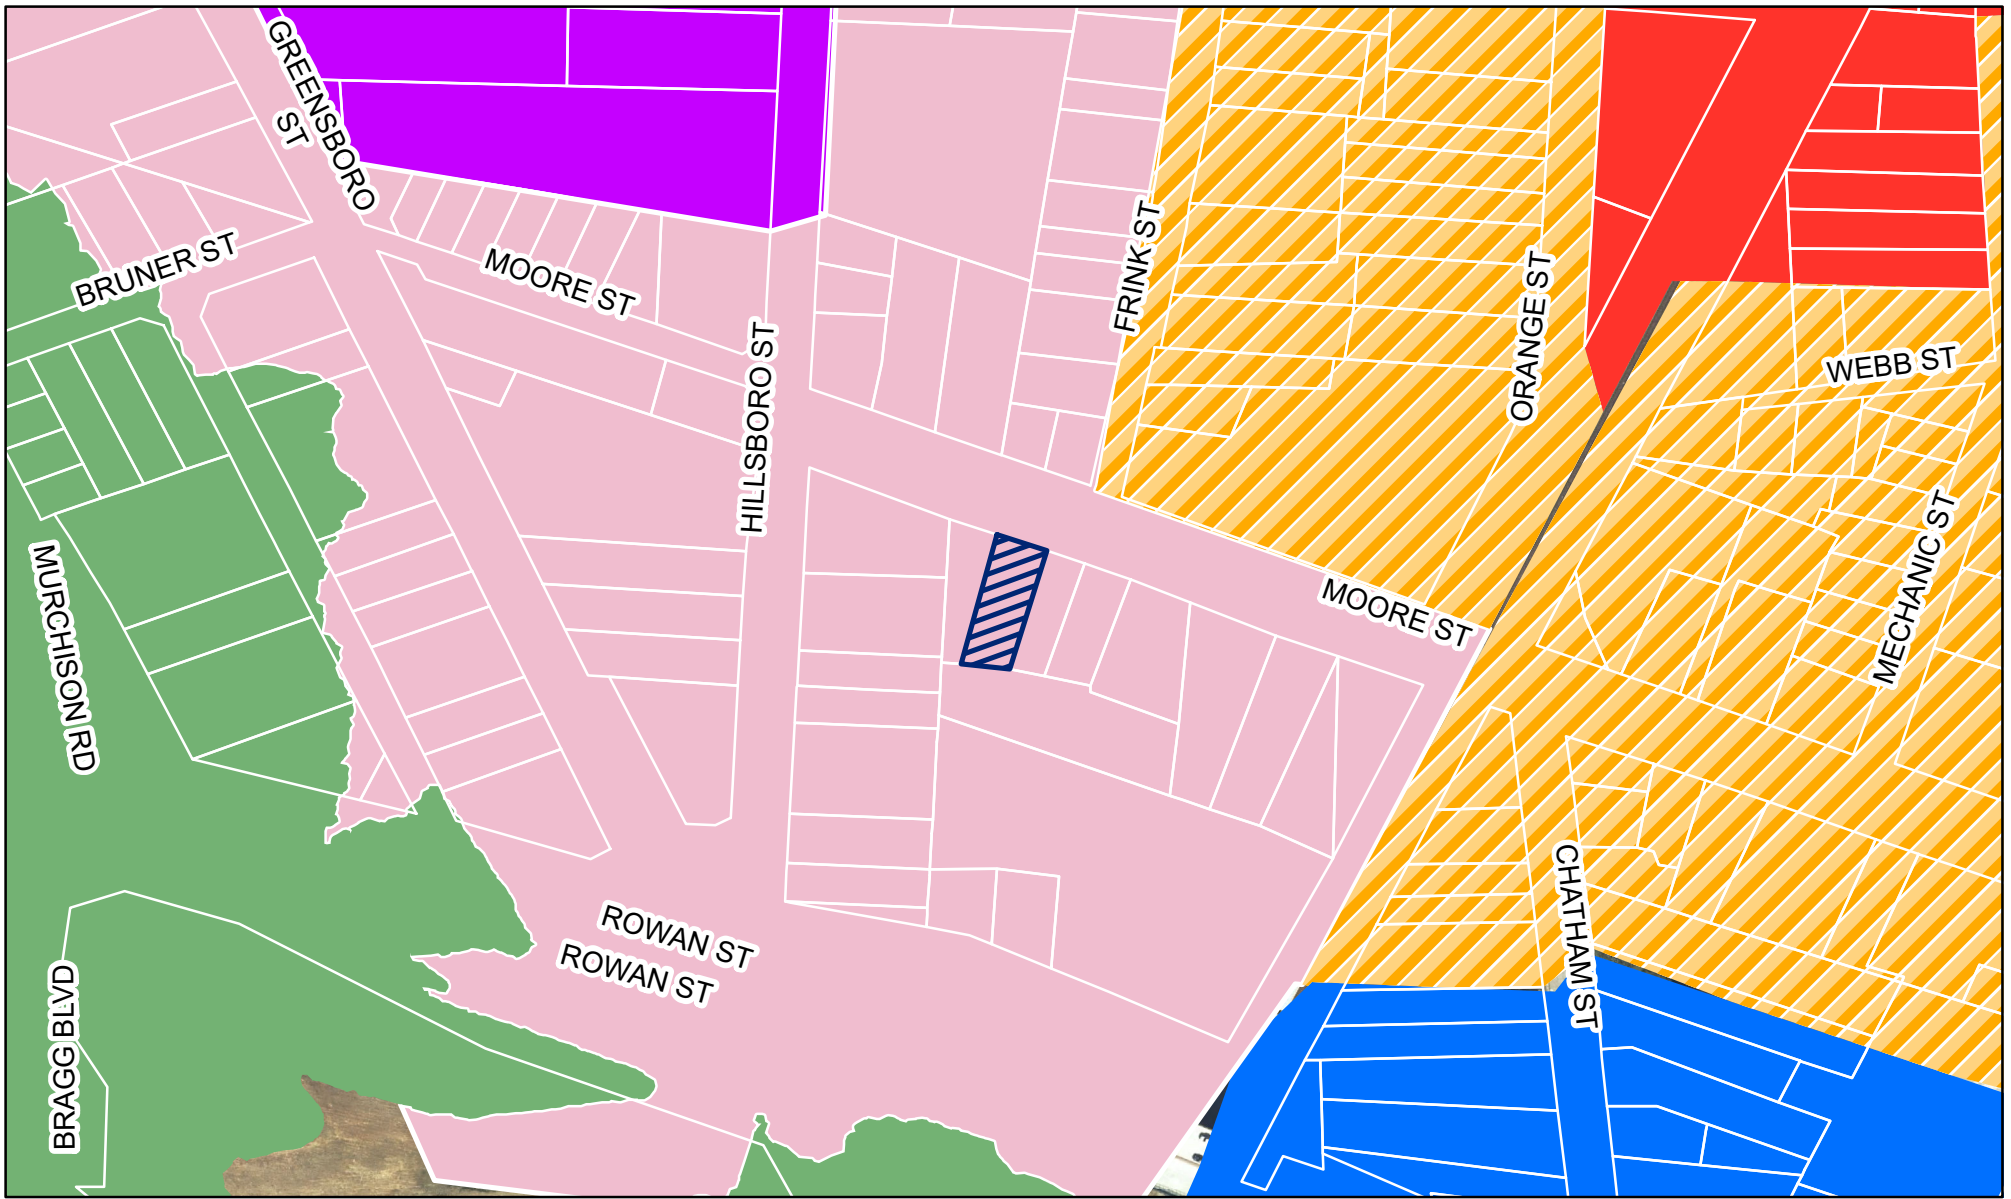 GREENSBORO
ST
BRUNER ST
MOORE ST
HILLSBORO ST
FRINK ST
ORANGE ST
WEBB ST
MECHANIC ST
MURCHISON RD
MOORE ST
CHATHAM ST
ROWAN ST
ROWAN ST
BRAGG BLVD